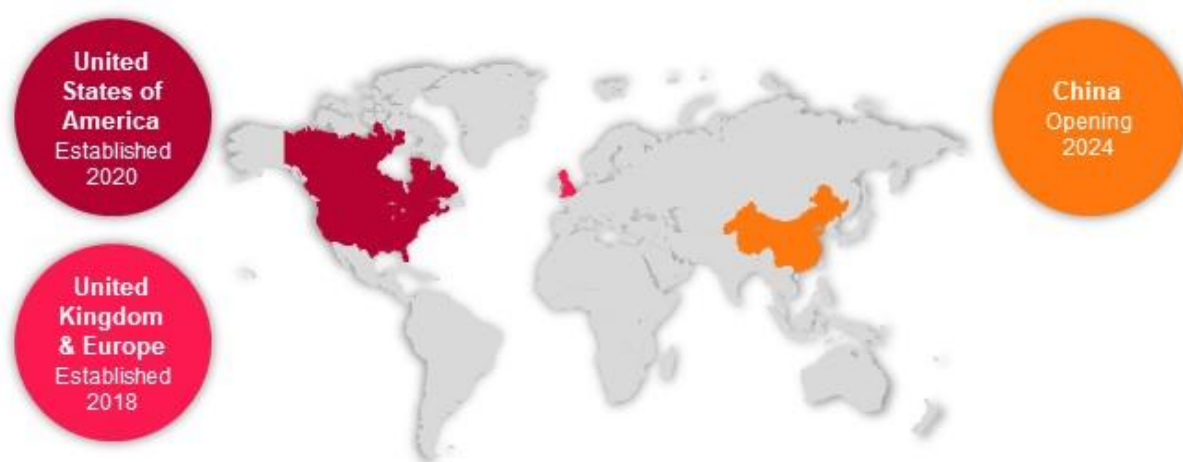 United
States of
America
Established
2020
United
Kingdom
& Europe
Established
2018
China
Opening
2024